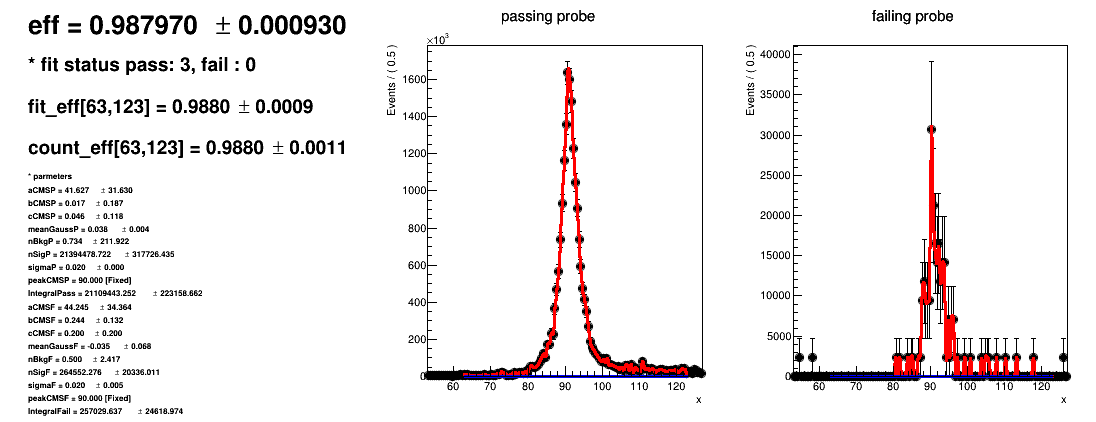 eff = 0.987970 ± 0.000930
* fit status pass: 3, fail : 0
fit_eff[63,123] = 0.9880 ± 0.0009
count_eff[63,123] = 0.9880 ± 0.0011
* parmeters
aCMSP = 41.627 ± 31.630
bCMSP = 0.017 ± 0.187
cCMSP = 0.046 ± 0.118
meanGaussP = 0.038 ± 0.004
nBkgP = 0.734 ± 211.922
nSigP = 21394478.722 ± 317726.435
sigmaP = 0.020 ± 0.000
peakCMSP = 90.000 [Fixed]
IntegralPass = 21109443.252 ± 223158.662
aCMSF = 44.245 ± 34.364
bCMSF = 0.244 ± 0.132
cCMSF = 0.200 ± 0.200
meanGaussF = -0.035 ± 0.068
nBkgF = 0.500 ± 2.417
nSigF = 264552.276 ± 20336.011
sigmaF = 0.020 ± 0.005
peakCMSF = 90.000 [Fixed]
IntegralFail = 257029.637 ± 24618.974
passing probe
×10³
Events / ( 0.5 )
1600
1400
1200
1000
800
600
400
200
0
60 70 80 90 100 110 120
x
failing probe
Events / ( 0.5 )
40000
35000
30000
25000
20000
15000
10000
5000
0
60 70 80 90 100 110 120
x